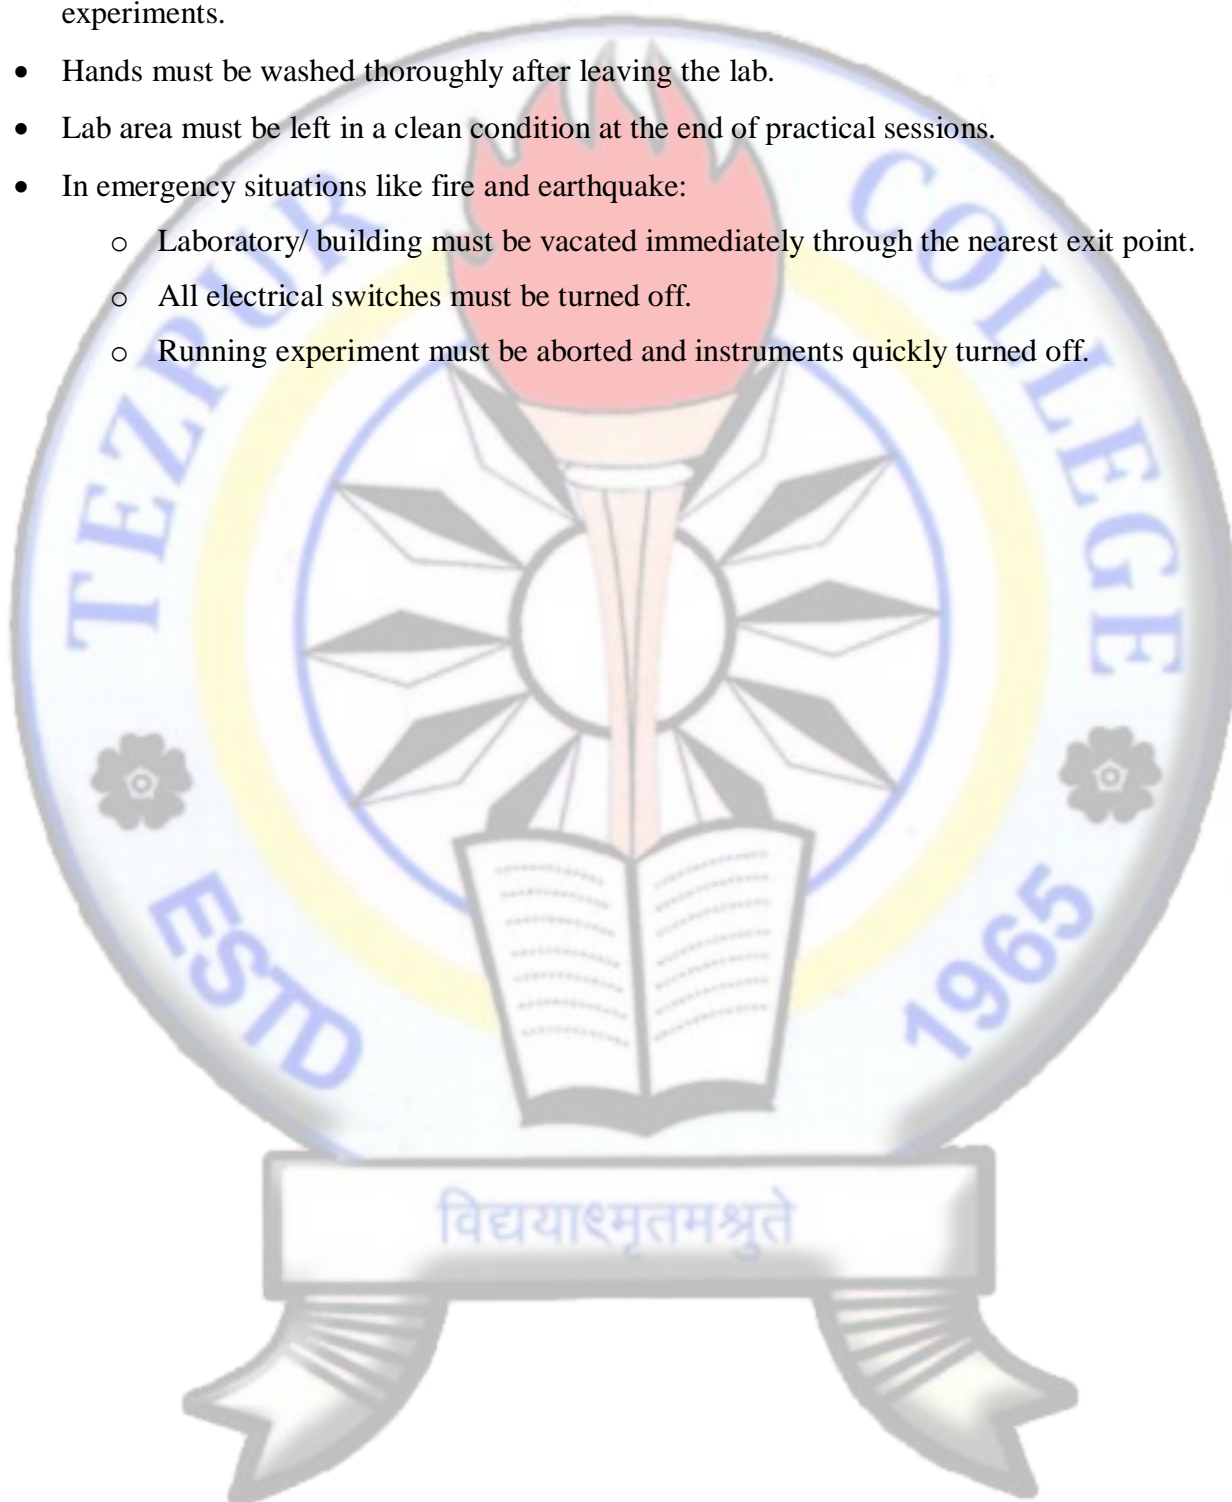 experiments.
• Hands must be washed thoroughly after leaving the lab.
• Lab area must be left in a clean condition at the end of practical sessions.
• In emergency situations like fire and earthquake:
o Laboratory/ building must be vacated immediately through the nearest exit point.
o All electrical switches must be turned off.
o Running experiment must be aborted and instruments quickly turned off.
TEZPUR COLLEGE
ESTD 1965
विद्ययाऽमृतमश्रुते